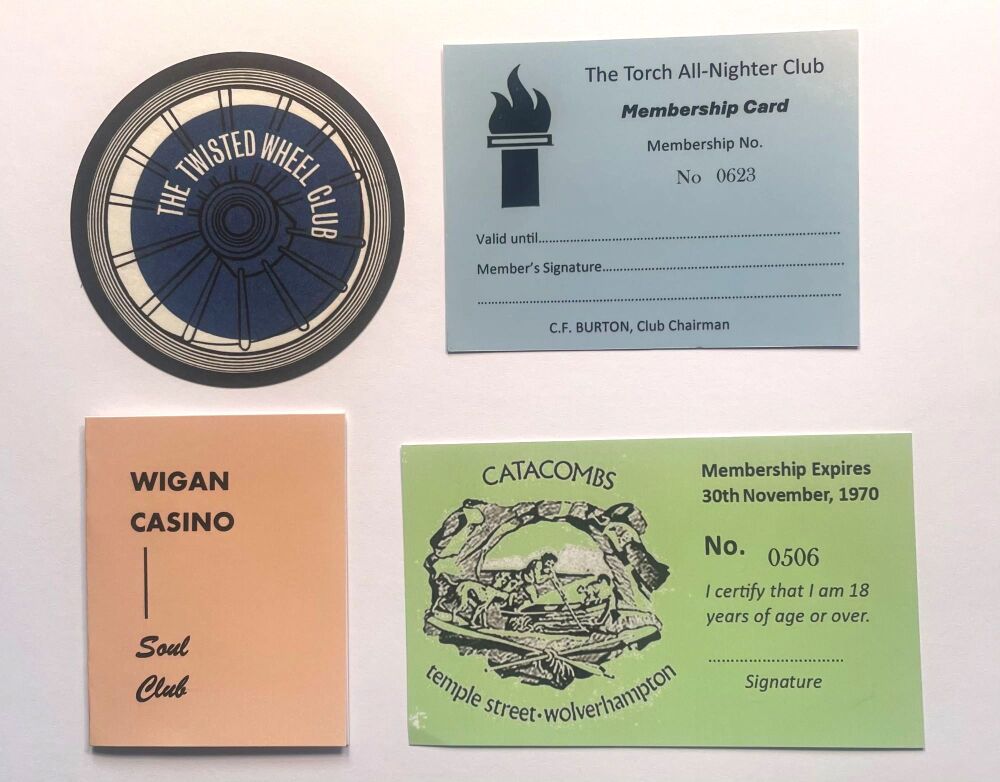 THE TWISTED WHEEL CLUB
The Torch All-Nighter Club
Membership Card
Membership No.
No 0623
Valid until..........................................................................
Member's Signature............................................................
..........................................................................................
C.F. BURTON, Club Chairman
WIGAN
CASINO
Soul
Club
CATACOMBS
temple street·wolverhampton
Membership Expires
30th November, 1970
No. 0506
I certify that I am 18
years of age or over.
.............................
Signature